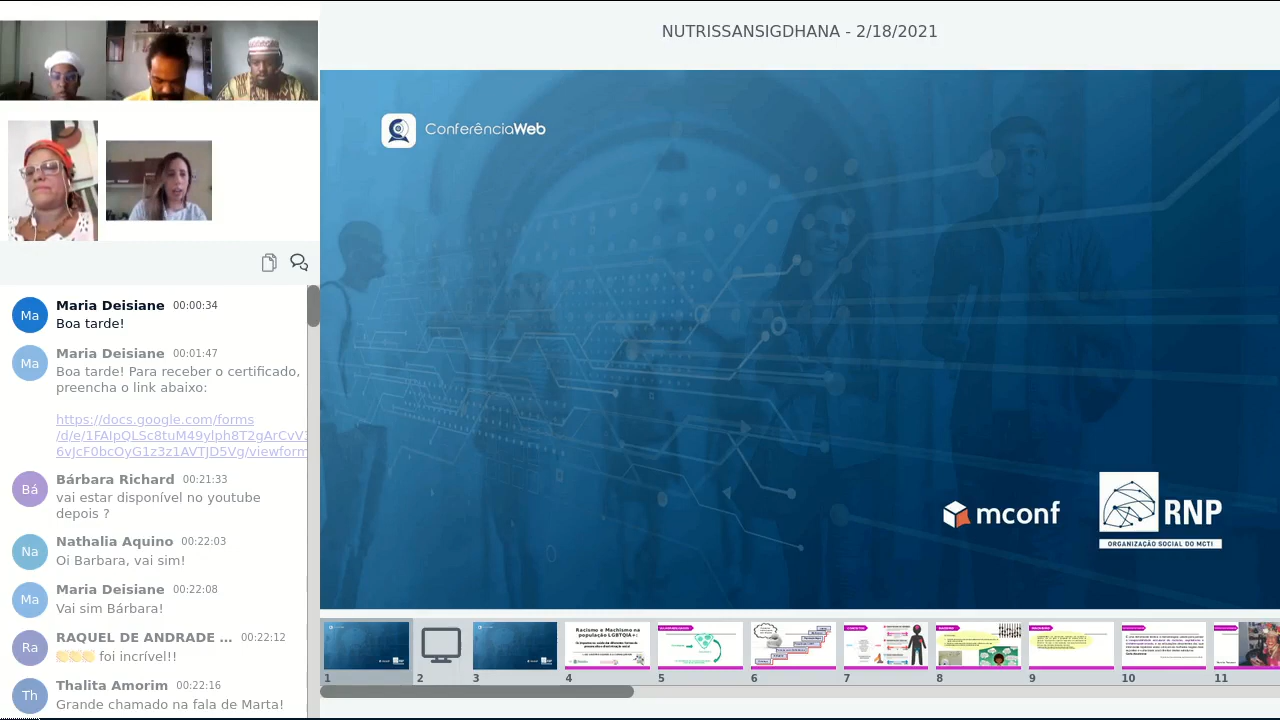 NUTRISSANSIGDHANA - 2/18/2021
ConferênciaWeb
mconf
RNP
ORGANIZAÇÃO SOCIAL DO MCTI
Ma
Maria Deisiane 00:00:34
Boa tarde!
Ma
Maria Deisiane 00:01:47
Boa tarde! Para receber o certificado,
preencha o link abaixo:
https://docs.google.com/forms
/d/e/1FAIpQLSc8tuM49ylph8T2gArCvV
6vJcF0bcOyG1z3z1AVTJD5Vg/viewform
Bá
Bárbara Richard 00:21:33
vai estar disponível no youtube
depois ?
Na
Nathalia Aquino 00:22:03
Oi Barbara, vai sim!
Ma
Maria Deisiane 00:22:08
Vai sim Bárbara!
Ra
RAQUEL DE ANDRADE ... 00:22:12
foi incrível!!
Th
Thalita Amorim 00:22:16
Grande chamado na fala de Marta!
Racismo e Machismo na
população LGBTQIA+:
1
2
3
4
5
6
7
8
9
10
11